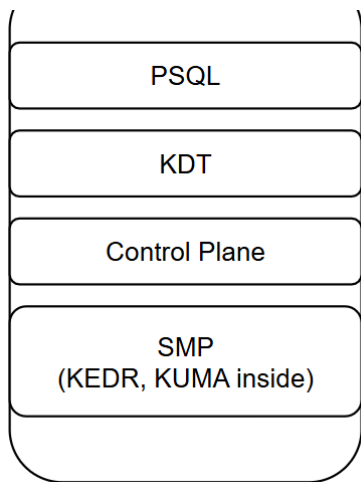 PSQL
KDT
Control Plane
SMP
(KEDR, KUMA inside)